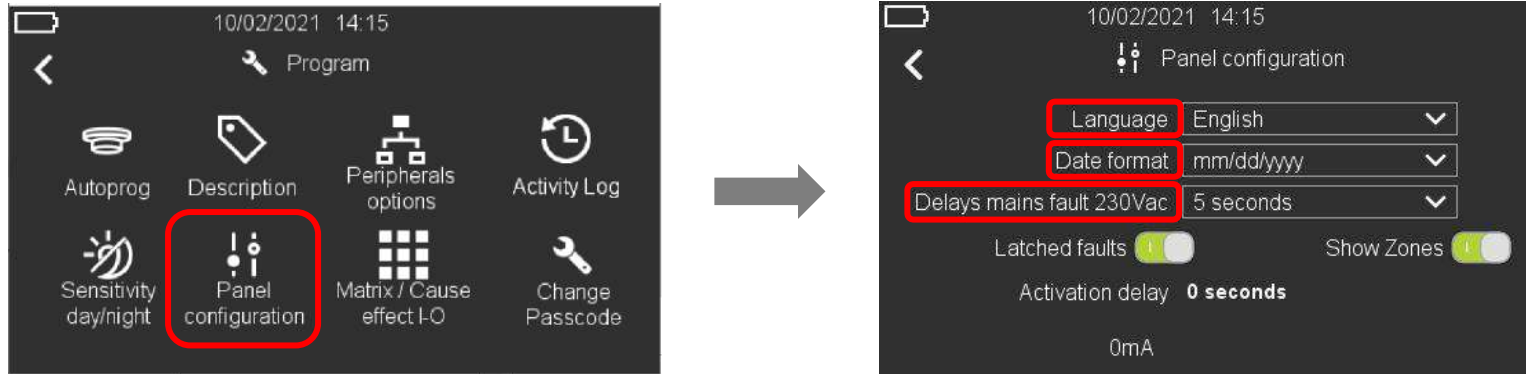 10/02/2021 14:15
Program
Autoprog
Description
Peripherals
options
Activity Log
Sensitivity
day/night
Panel
configuration
Matrix / Cause
effect I-O
Change
Passcode
10/02/2021 14:15
Panel configuration
Language English
Date format mm/dd/yyyy
Delays mains fault 230Vac 5 seconds
Latched faults Show Zones
Activation delay 0 seconds
0mA